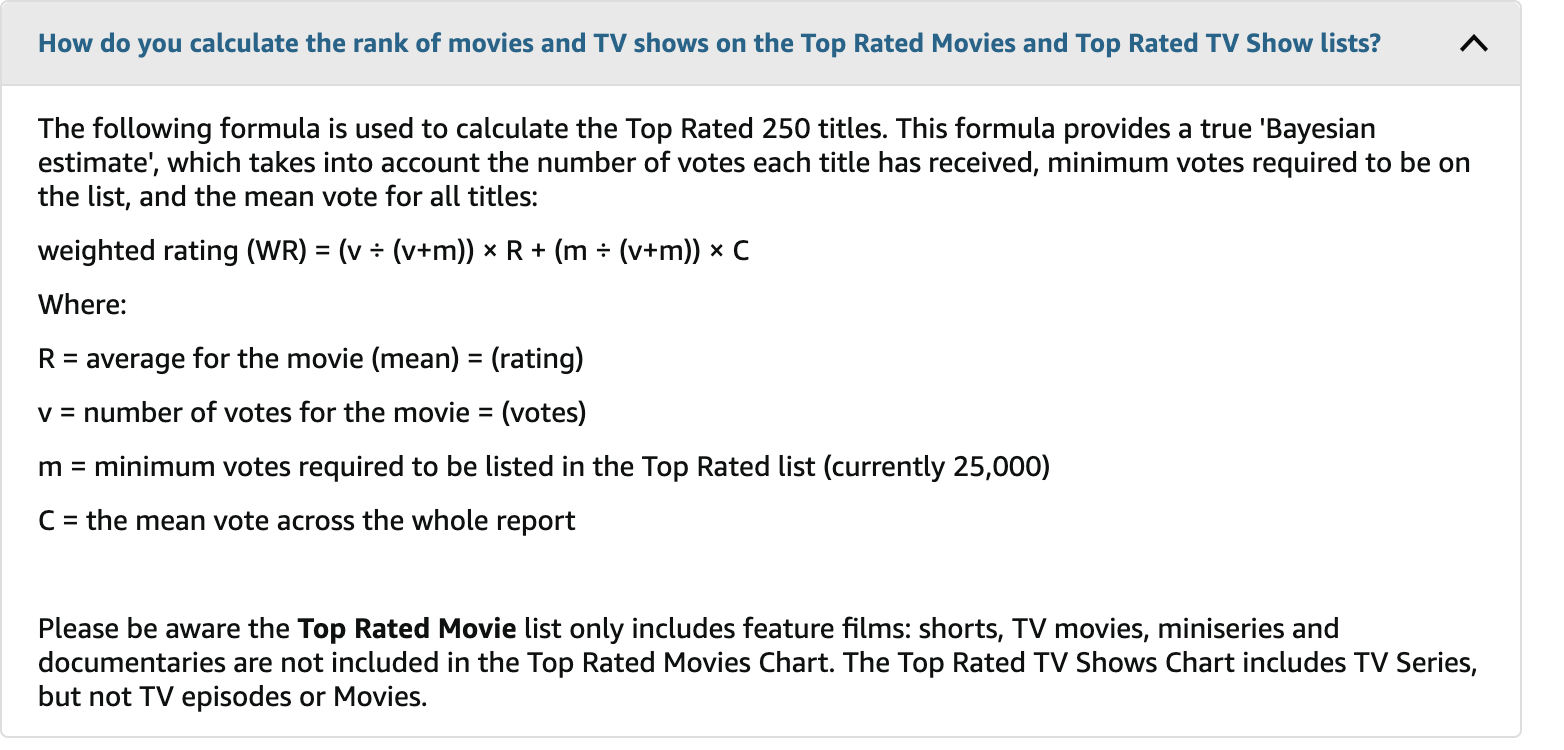 How do you calculate the rank of movies and TV shows on the Top Rated Movies and Top Rated TV Show lists?
The following formula is used to calculate the Top Rated 250 titles. This formula provides a true 'Bayesian
estimate', which takes into account the number of votes each title has received, minimum votes required to be on
the list, and the mean vote for all titles:
weighted rating (WR) = (v ÷ (v+m)) × R + (m ÷ (v+m)) × C
Where:
R = average for the movie (mean) = (rating)
v = number of votes for the movie = (votes)
m = minimum votes required to be listed in the Top Rated list (currently 25,000)
C = the mean vote across the whole report
Please be aware the Top Rated Movie list only includes feature films: shorts, TV movies, miniseries and
documentaries are not included in the Top Rated Movies Chart. The Top Rated TV Shows Chart includes TV Series,
but not TV episodes or Movies.